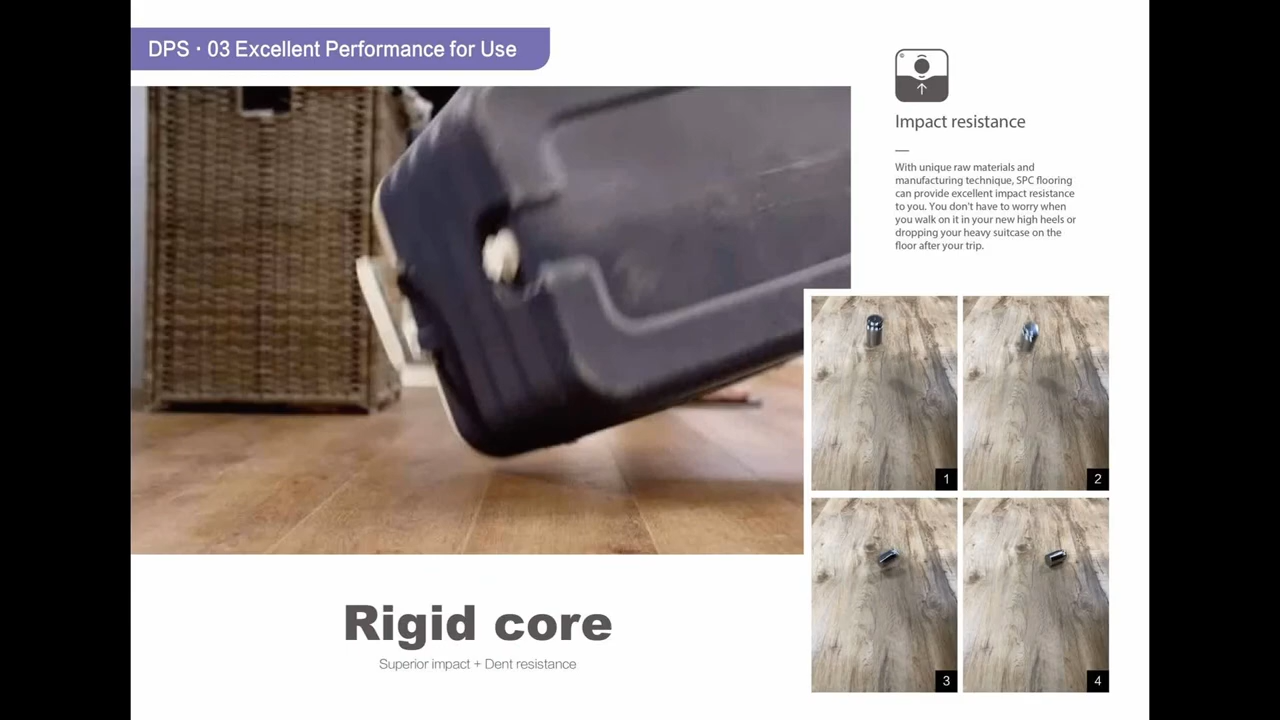 DPS · 03 Excellent Performance for Use
Impact resistance
With unique raw materials and
manufacturing technique, SPC flooring
can provide excellent impact resistance
to you. You don't have to worry when
you walk on it in your new high heels or
dropping your heavy suitcase on the
floor after your trip.
1
2
3
4
Rigid core
Superior impact + Dent resistance